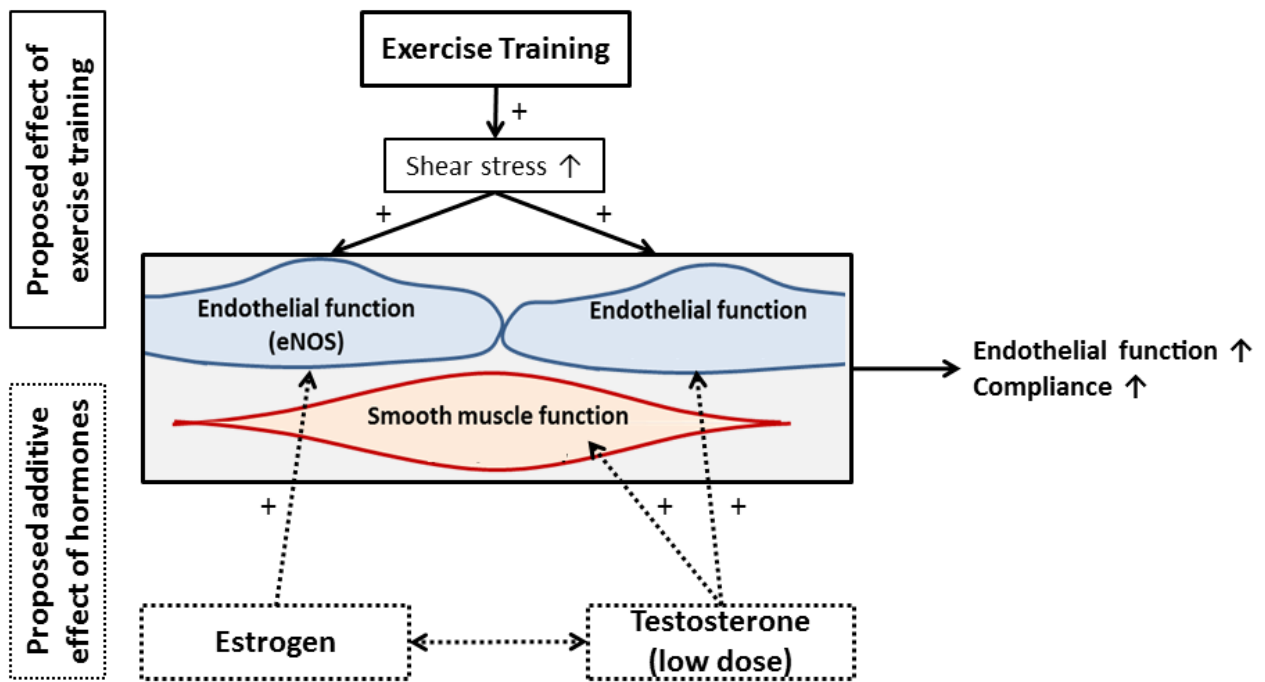 Proposed effect of
exercise training
Exercise Training
+
Shear stress ↑
+ +
Endothelial function
(eNOS)
Endothelial function
Smooth muscle function
Endothelial function ↑
Compliance ↑
Proposed additive
effect of hormones
+ + +
Estrogen
Testosterone
(low dose)